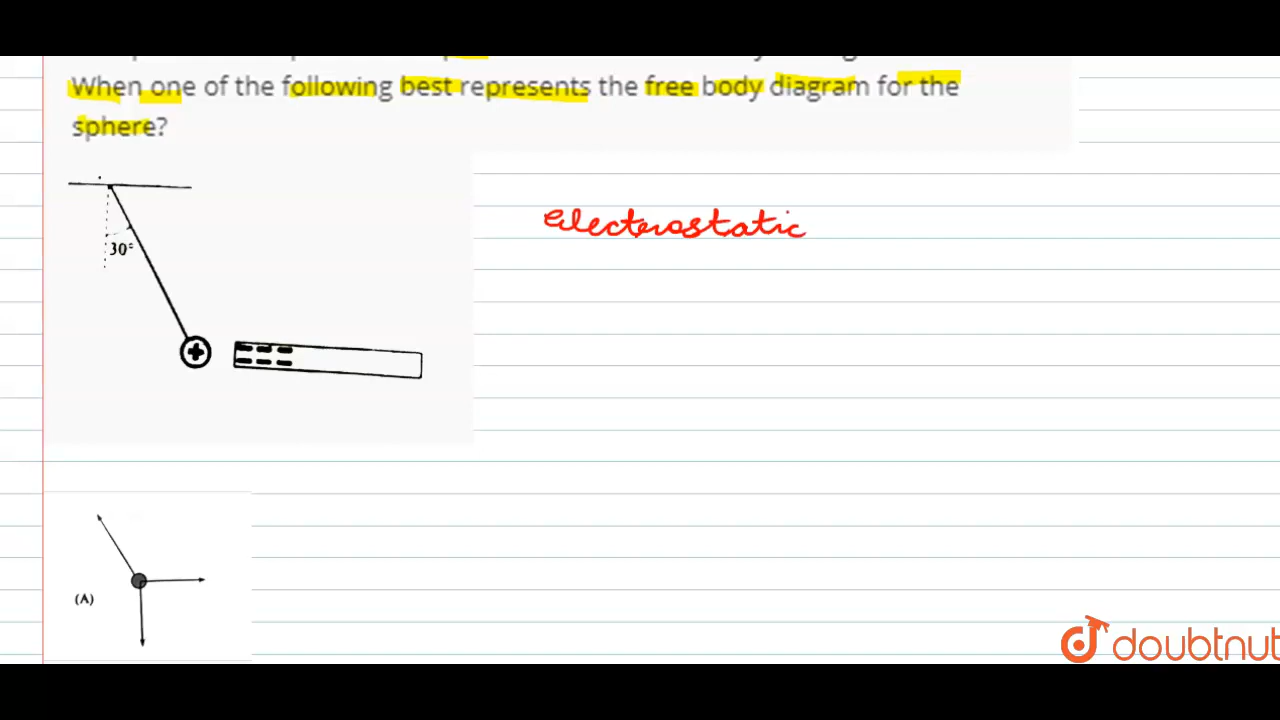 When one of the following best represents the free body diagram for the
sphere?
Electrostatic
30°
(A)
doubtnut